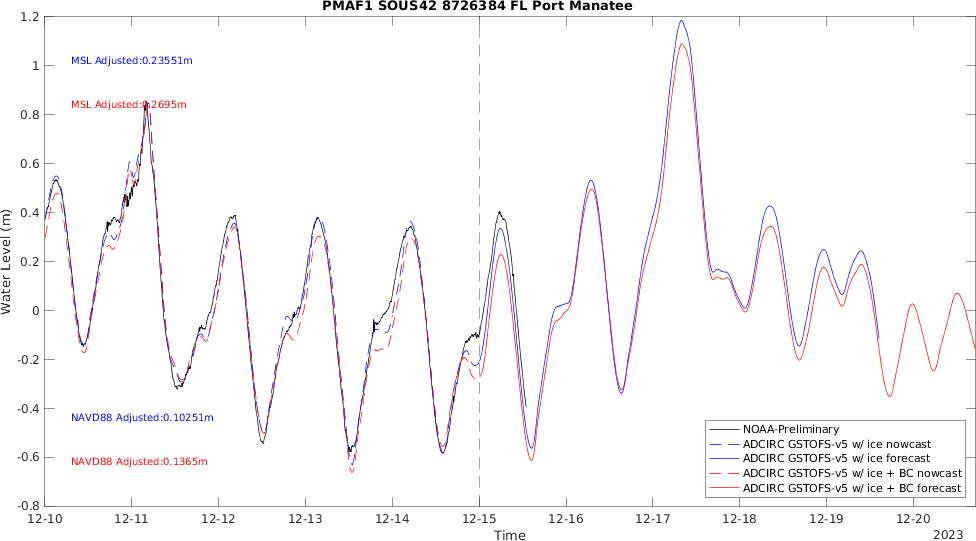 PMAF1 SOUS42 8726384 FL Port Manatee
1.2
1
0.8
0.6
0.4
0.2
0
-0.2
-0.4
-0.6
-0.8
Water Level (m)
MSL Adjusted:0.23551m
MSL Adjusted:0.2695m
NAVD88 Adjusted:0.10251m
NAVD88 Adjusted:0.1365m
NOAA-Preliminary
ADCIRC GSTOFS-v5 w/ ice nowcast
ADCIRC GSTOFS-v5 w/ ice forecast
ADCIRC GSTOFS-v5 w/ ice + BC nowcast
ADCIRC GSTOFS-v5 w/ ice + BC forecast
12-10 12-11 12-12 12-13 12-14 12-15 12-16 12-17 12-18 12-19 12-20
Time
2023